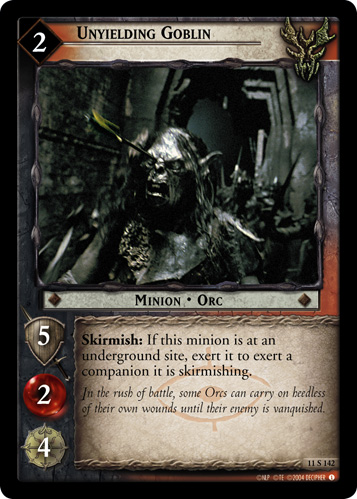 2
UNYIELDING GOBLIN
MINION • ORC
5
2
4
Skirmish: If this minion is at an
underground site, exert it to exert a
companion it is skirmishing.
In the rush of battle, some Orcs can carry on heedless
of their own wounds until their enemy is vanquished.
11 S 142
©NLP ©TE ©2004 DECIPHER